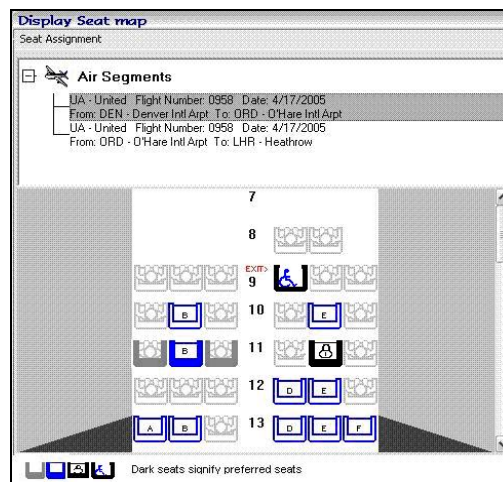 Display Seat map
Seat Assignment
Air Segments
UA - United Flight Number: 0958 Date: 4/17/2005
From: DEN - Denver Intl Arpt To: ORD - O'Hare Intl Arpt
UA - United Flight Number: 0958 Date: 4/17/2005
From: ORD - O'Hare Intl Arpt To: LHR - Heathrow
7
8
EXIT>
9
B 10 E
B 11
12 D E
A B 13 D E F
Dark seats signify preferred seats